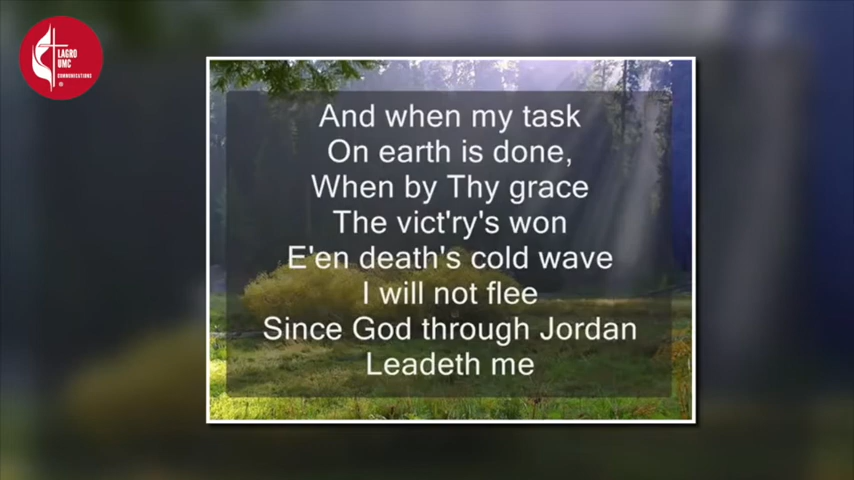 LAGRO
UMC
COMMUNICATIONS
And when my task
On earth is done,
When by Thy grace
The vict'ry's won
E'en death's cold wave
I will not flee
Since God through Jordan
Leadeth me